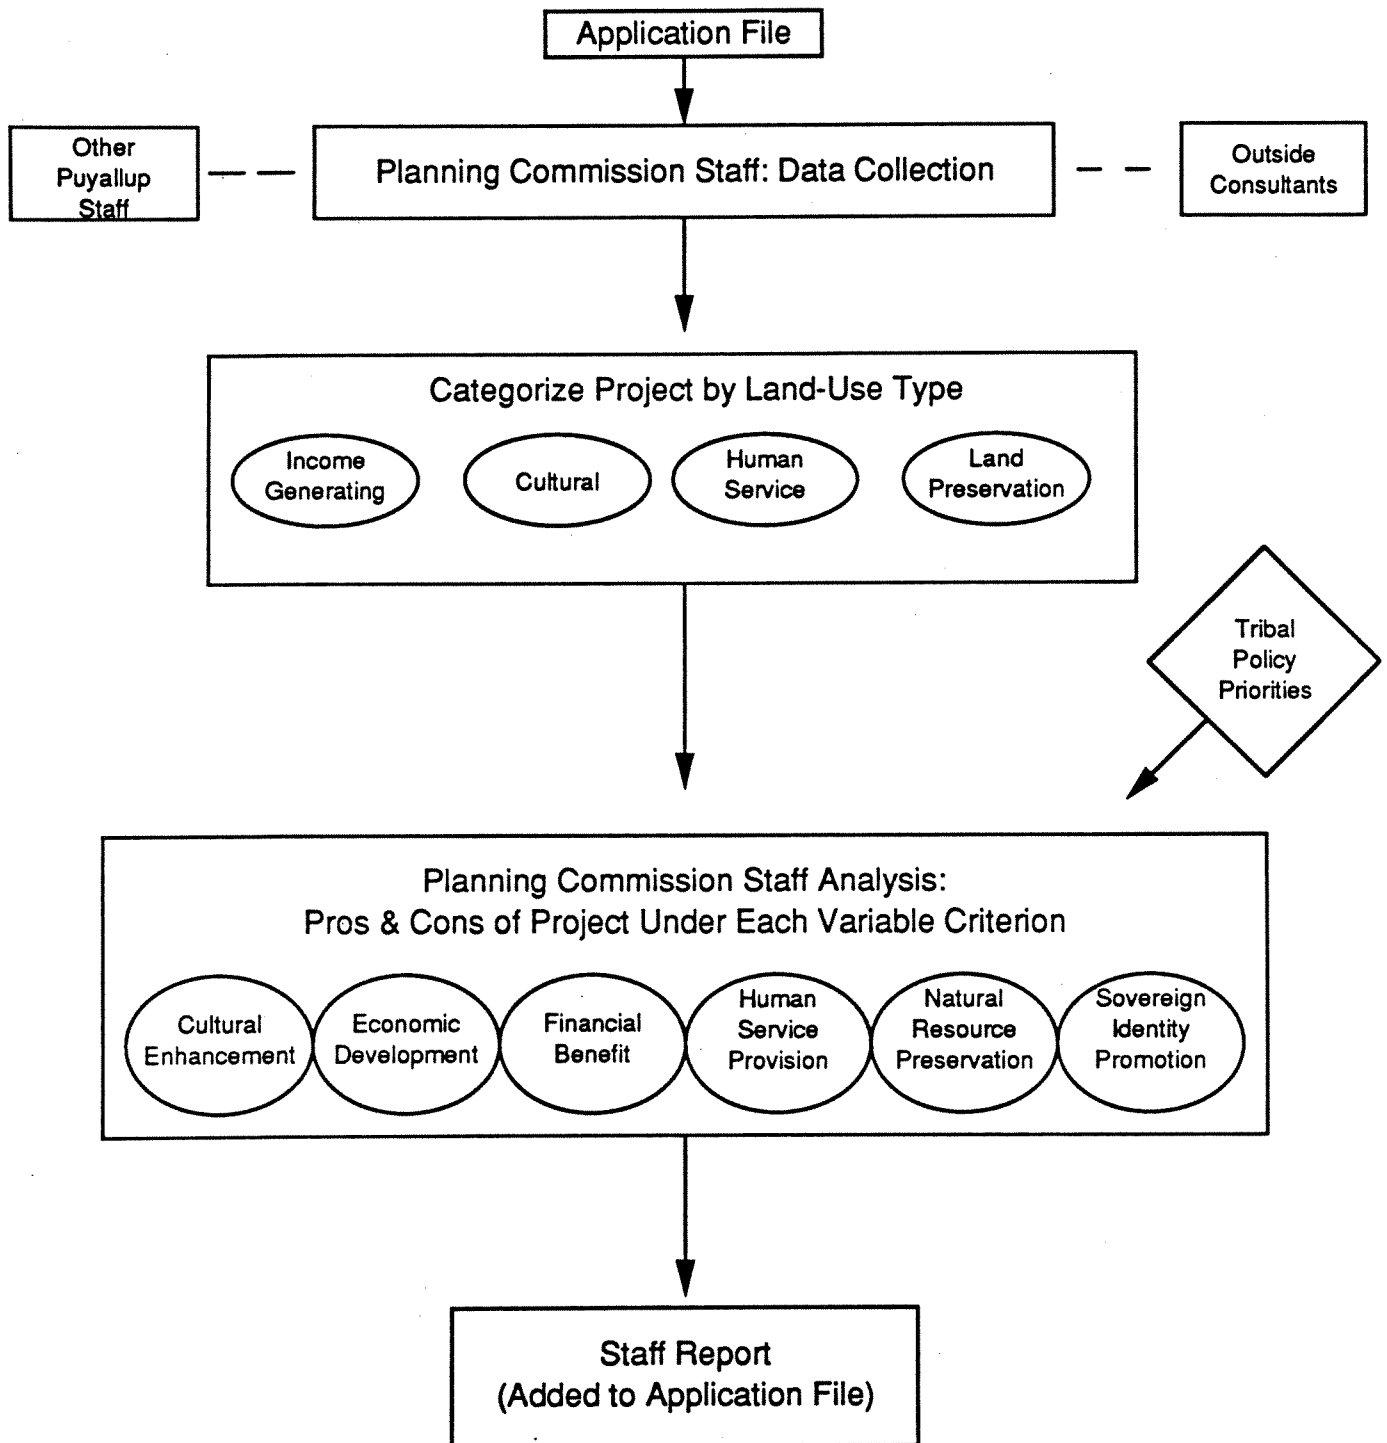 Application File
Other
Puyallup
Staff
Planning Commission Staff: Data Collection
Outside
Consultants
Categorize Project by Land-Use Type
Income
Generating
Cultural
Human
Service
Land
Preservation
Tribal
Policy
Priorities
Planning Commission Staff Analysis:
Pros & Cons of Project Under Each Variable Criterion
Cultural
Enhancement
Economic
Development
Financial
Benefit
Human
Service
Provision
Natural
Resource
Preservation
Sovereign
Identity
Promotion
Staff Report
(Added to Application File)